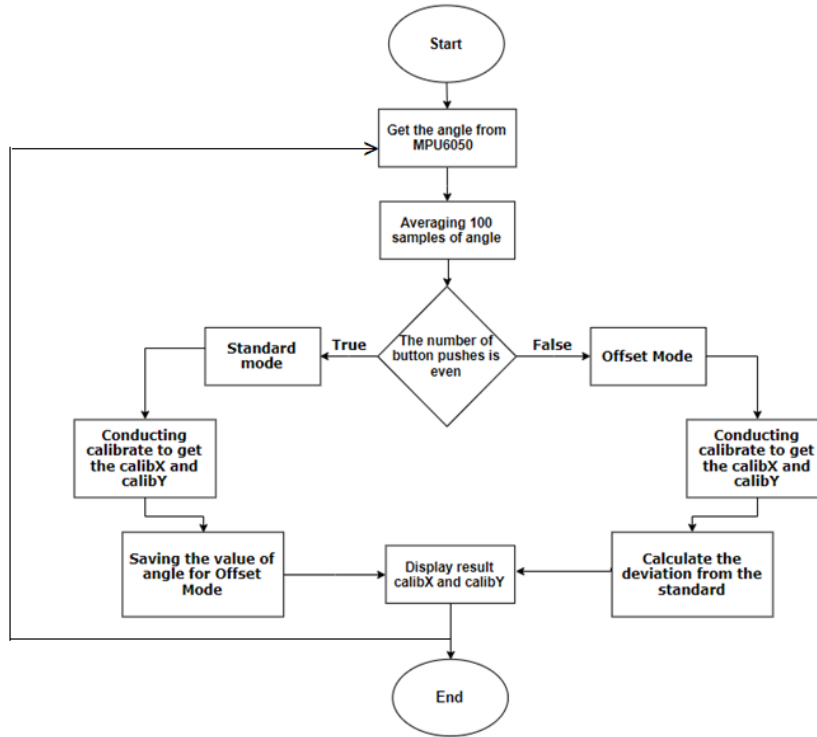 Start
Get the angle from
MPU6050
Averaging 100
samples of angle
The number of
button pushes is
even
True
False
Standard
mode
Offset Mode
Conducting
calibrate to get
the calibX and
calibY
Conducting
calibrate to get
the calibX and
calibY
Saving the value of
angle for Offset
Mode
Display result
calibX and calibY
Calculate the
deviation from the
standard
End